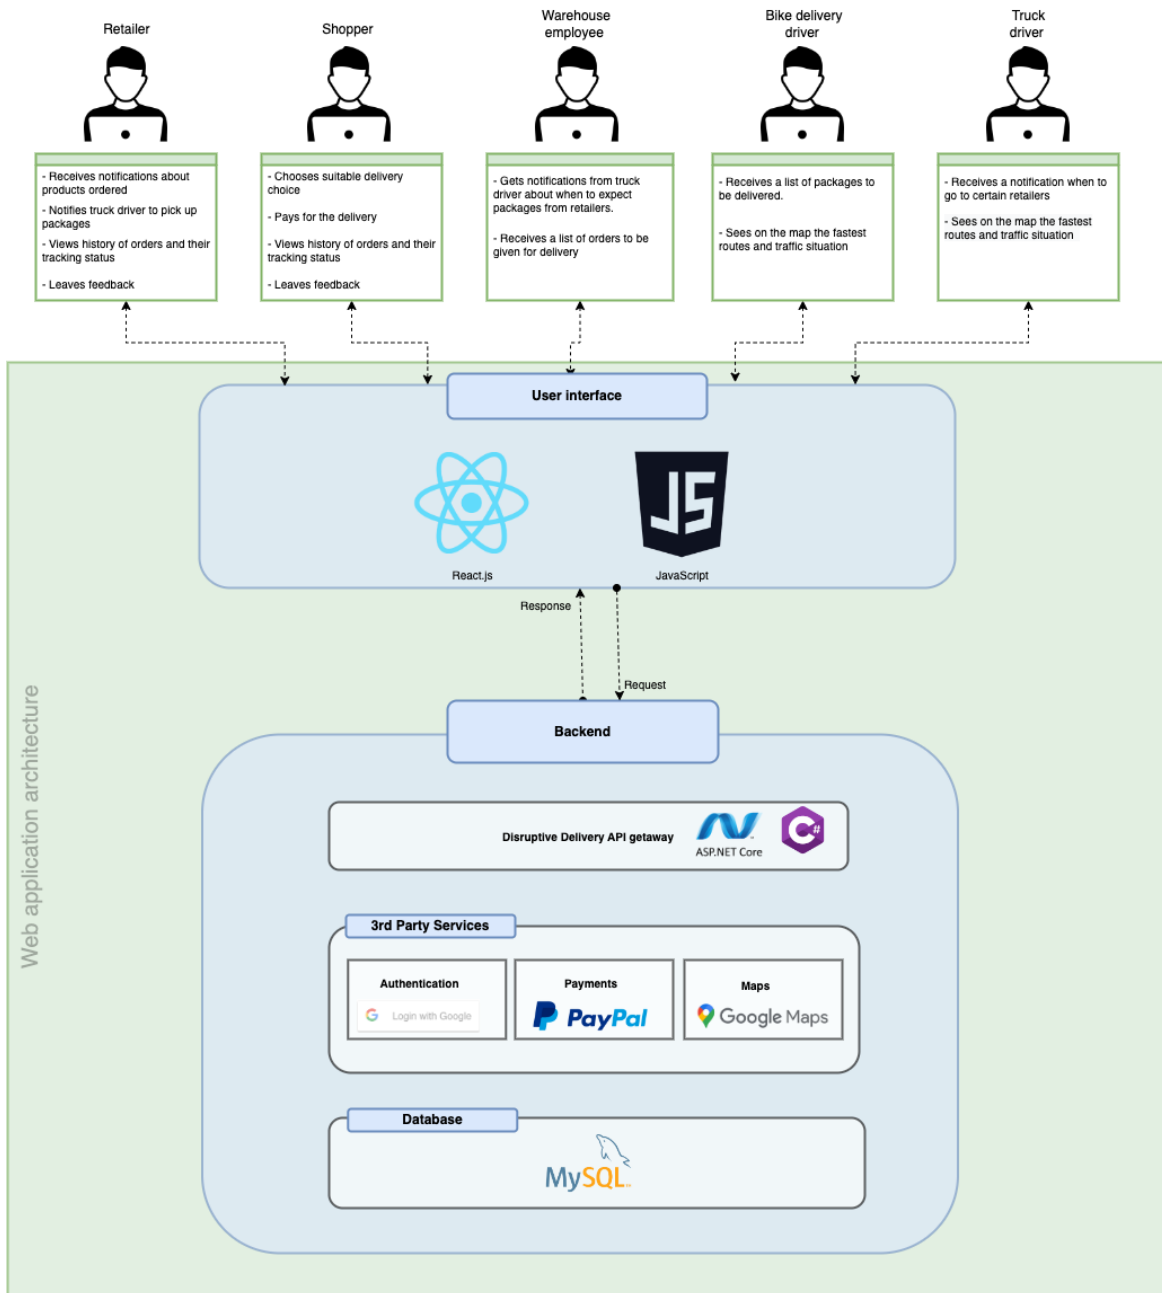 Retailer
Shopper
Warehouse
employee
Bike delivery
driver
Truck
driver
- Receives notifications about
products ordered
- Notifies truck driver to pick up
packages
- Views history of orders and their
tracking status
- Leaves feedback
- Chooses suitable delivery
choice
- Pays for the delivery
- Views history of orders and their
tracking status
- Leaves feedback
- Gets notifications from truck
driver about when to expect
packages from retailers.
- Receives a list of orders to be
given for delivery
- Receives a list of packages to
be delivered.
- Sees on the map the fastest
routes and traffic situation
- Receives a notification when to
go to certain retailers
- Sees on the map the fastest
routes and traffic situation
User interface
JS
React.js
JavaScript
Response
Request
Web application architecture
Backend
Disruptive Delivery API getaway
ASP.NET Core
C#
3rd Party Services
Authentication
G Login with Google
Payments
PayPal
Maps
Google Maps
Database
MySQL